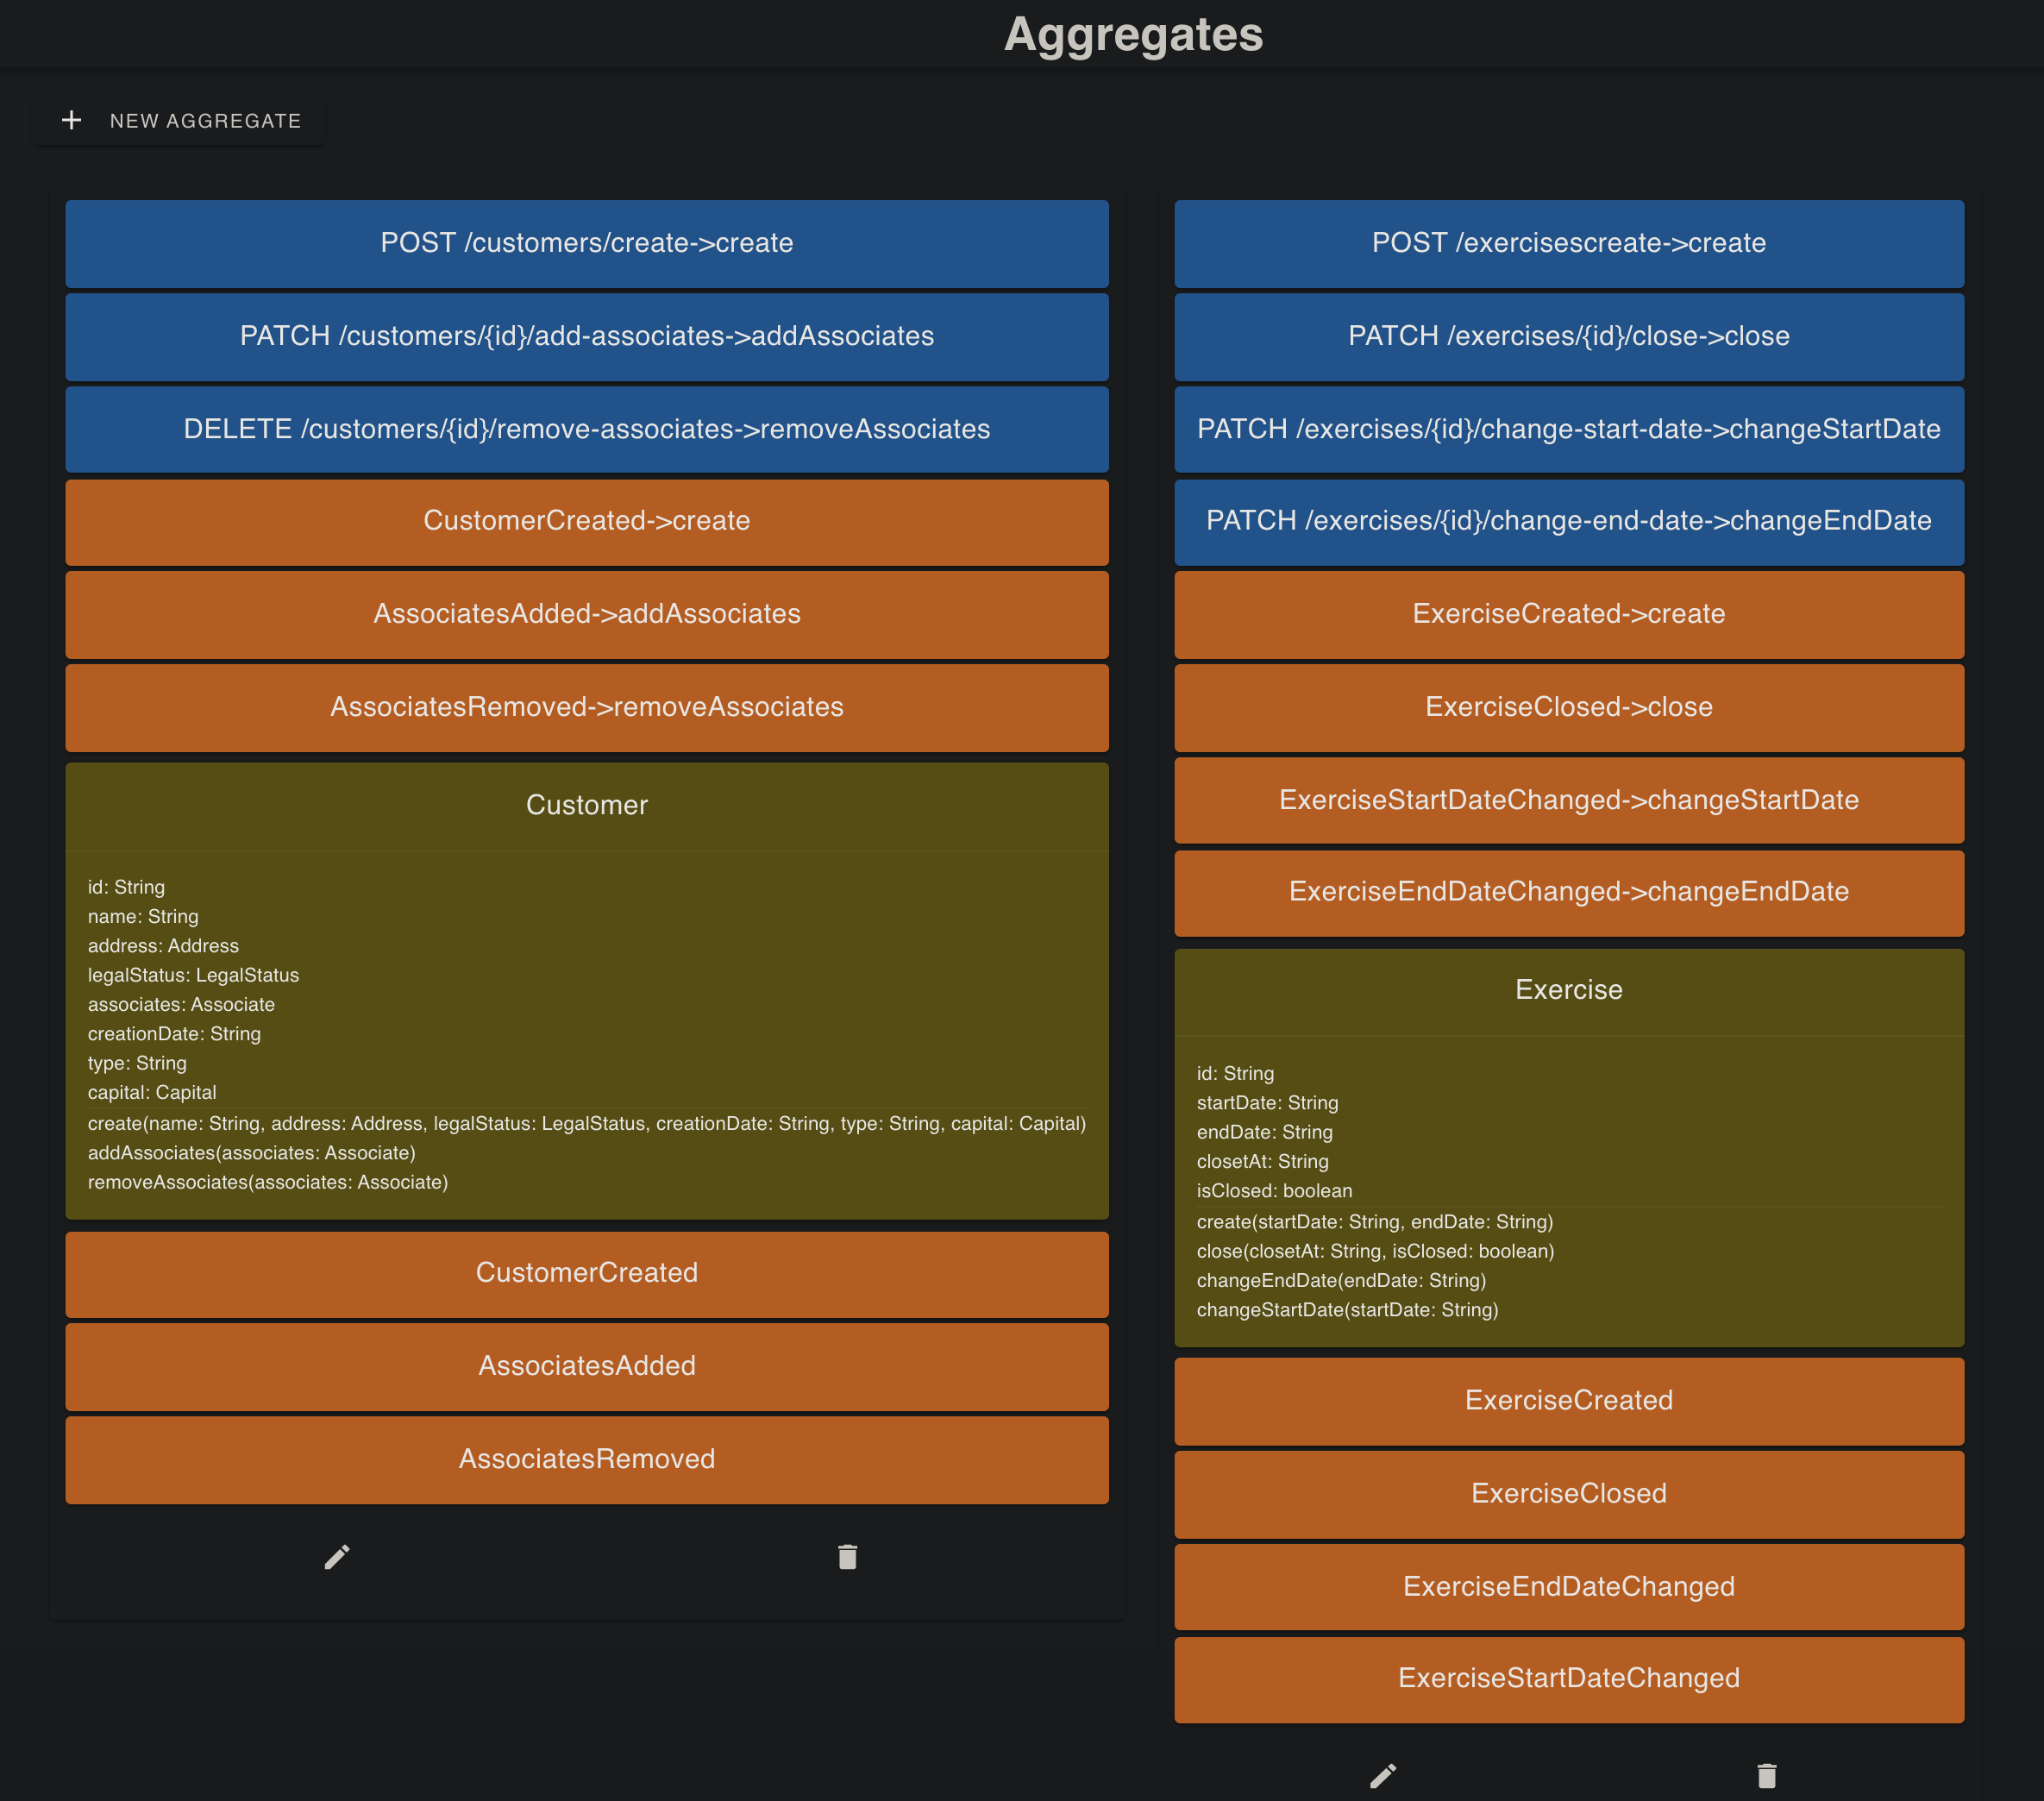 Aggregates
NEW AGGREGATE
POST /customers/create->create
PATCH /customers/{id}/add-associates->addAssociates
DELETE /customers/{id}/remove-associates->removeAssociates
CustomerCreated->create
AssociatesAdded->addAssociates
AssociatesRemoved->removeAssociates
Customer
id: String
name: String
address: Address
legalStatus: LegalStatus
associates: Associate
creationDate: String
type: String
capital: Capital
create(name: String, address: Address, legalStatus: LegalStatus, creationDate: String, type: String, capital: Capital)
addAssociates(associates: Associate)
removeAssociates(associates: Associate)
CustomerCreated
AssociatesAdded
AssociatesRemoved
POST /exercisescreate->create
PATCH /exercises/{id}/close->close
PATCH /exercises/{id}/change-start-date->changeStartDate
PATCH /exercises/{id}/change-end-date->changeEndDate
ExerciseCreated->create
ExerciseClosed->close
ExerciseStartDateChanged->changeStartDate
ExerciseEndDateChanged->changeEndDate
Exercise
id: String
startDate: String
endDate: String
closetAt: String
isClosed: boolean
create(startDate: String, endDate: String)
close(closetAt: String, isClosed: boolean)
changeEndDate(endDate: String)
changeStartDate(startDate: String)
ExerciseCreated
ExerciseClosed
ExerciseEndDateChanged
ExerciseStartDateChanged